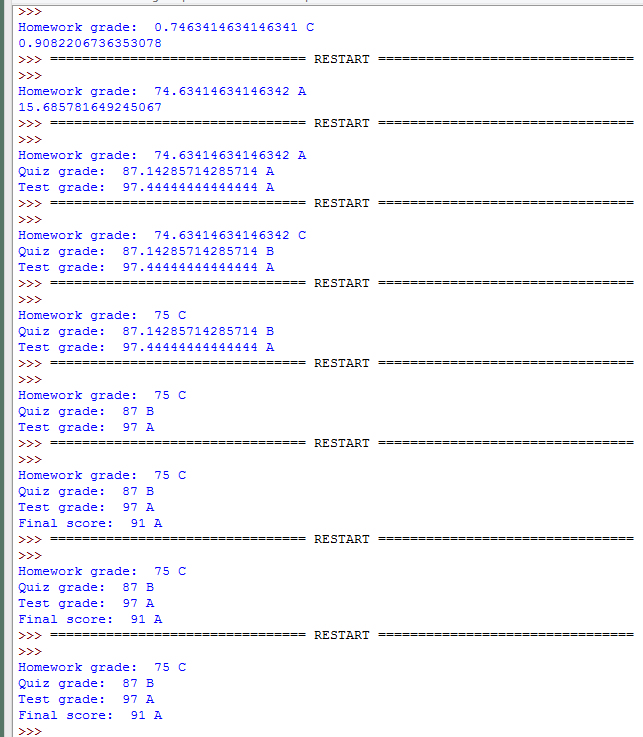 >>>
Homework grade:  0.7463414634146341 C
0.9082206736353078
>>> ================================ RESTART ================================
>>>
Homework grade:  74.63414634146342 A
15.685781649245067
>>> ================================ RESTART ================================
>>>
Homework grade:  74.63414634146342 A
Quiz grade:  87.14285714285714 A
Test grade:  97.44444444444444 A
>>> ================================ RESTART ================================
>>>
Homework grade:  74.63414634146342 C
Quiz grade:  87.14285714285714 B
Test grade:  97.44444444444444 A
>>> ================================ RESTART ================================
>>>
Homework grade:  75 C
Quiz grade:  87.14285714285714 B
Test grade:  97.44444444444444 A
>>> ================================ RESTART ================================
>>>
Homework grade:  75 C
Quiz grade:  87 B
Test grade:  97 A
>>> ================================ RESTART ================================
>>>
Homework grade:  75 C
Quiz grade:  87 B
Test grade:  97 A
Final score:  91 A
>>> ================================ RESTART ================================
>>>
Homework grade:  75 C
Quiz grade:  87 B
Test grade:  97 A
Final score:  91 A
>>> ================================ RESTART ================================
>>>
Homework grade:  75 C
Quiz grade:  87 B
Test grade:  97 A
Final score:  91 A
>>>